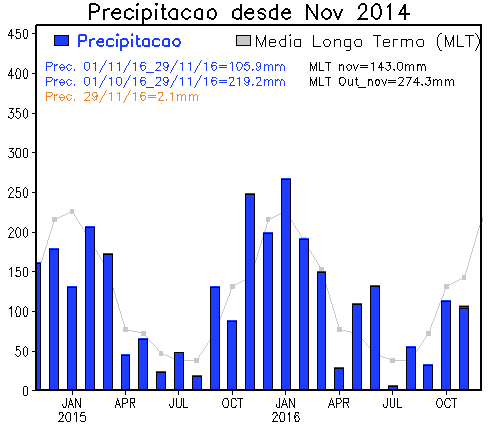 Precipitacao desde Nov 2014
Precipitacao
Media Longo Termo (MLT)
Prec. 01/11/16_29/11/16=105.9mm
MLT nov=143.0mm
Prec. 01/10/16_29/11/16=219.2mm
MLT Out_nov=274.3mm
Prec. 29/11/16=2.1mm
450
400
350
300
250
200
150
100
50
0
JAN APR JUL OCT JAN APR JUL OCT
2015 2016